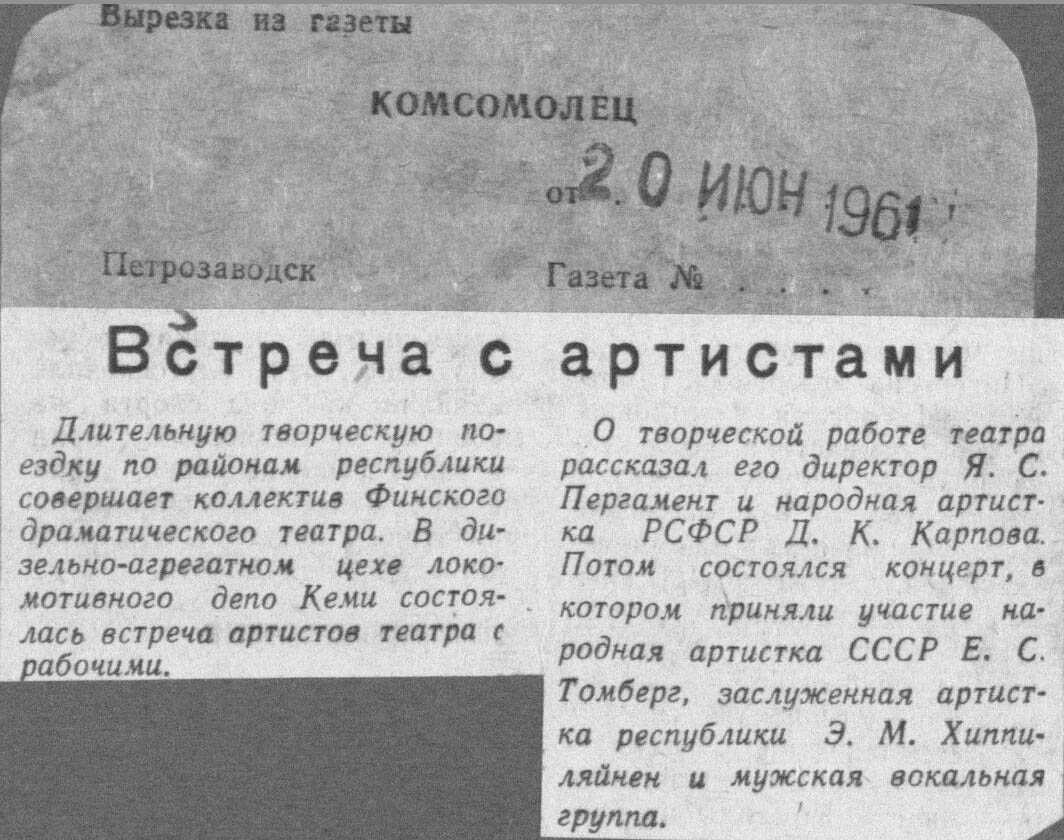 Вырезка из газеты
КОМСОМОЛЕЦ
от 2. 0 ИЮН 1961
Петрозаводск
Газета № . . . .
Встреча с артистами
Длительную творческую по-
ездку по районам республики
совершает коллектив Финского
драматического театра. В ди-
зельно-агрегатном цехе локо-
мотивного депо Кеми состоя-
лась встреча артистов театра с
рабочими.
О творческой работе театра
рассказал его директор Я. С.
Пергамент и народная артист-
ка РСФСР Д. К. Карпова.
Потом состоялся концерт, в
котором приняли участие на-
родная артистка СССР Е. С.
Томберг, заслуженная артист-
ка республики Э. М. Хиппи-
ляйнен и мужская вокальная
группа.